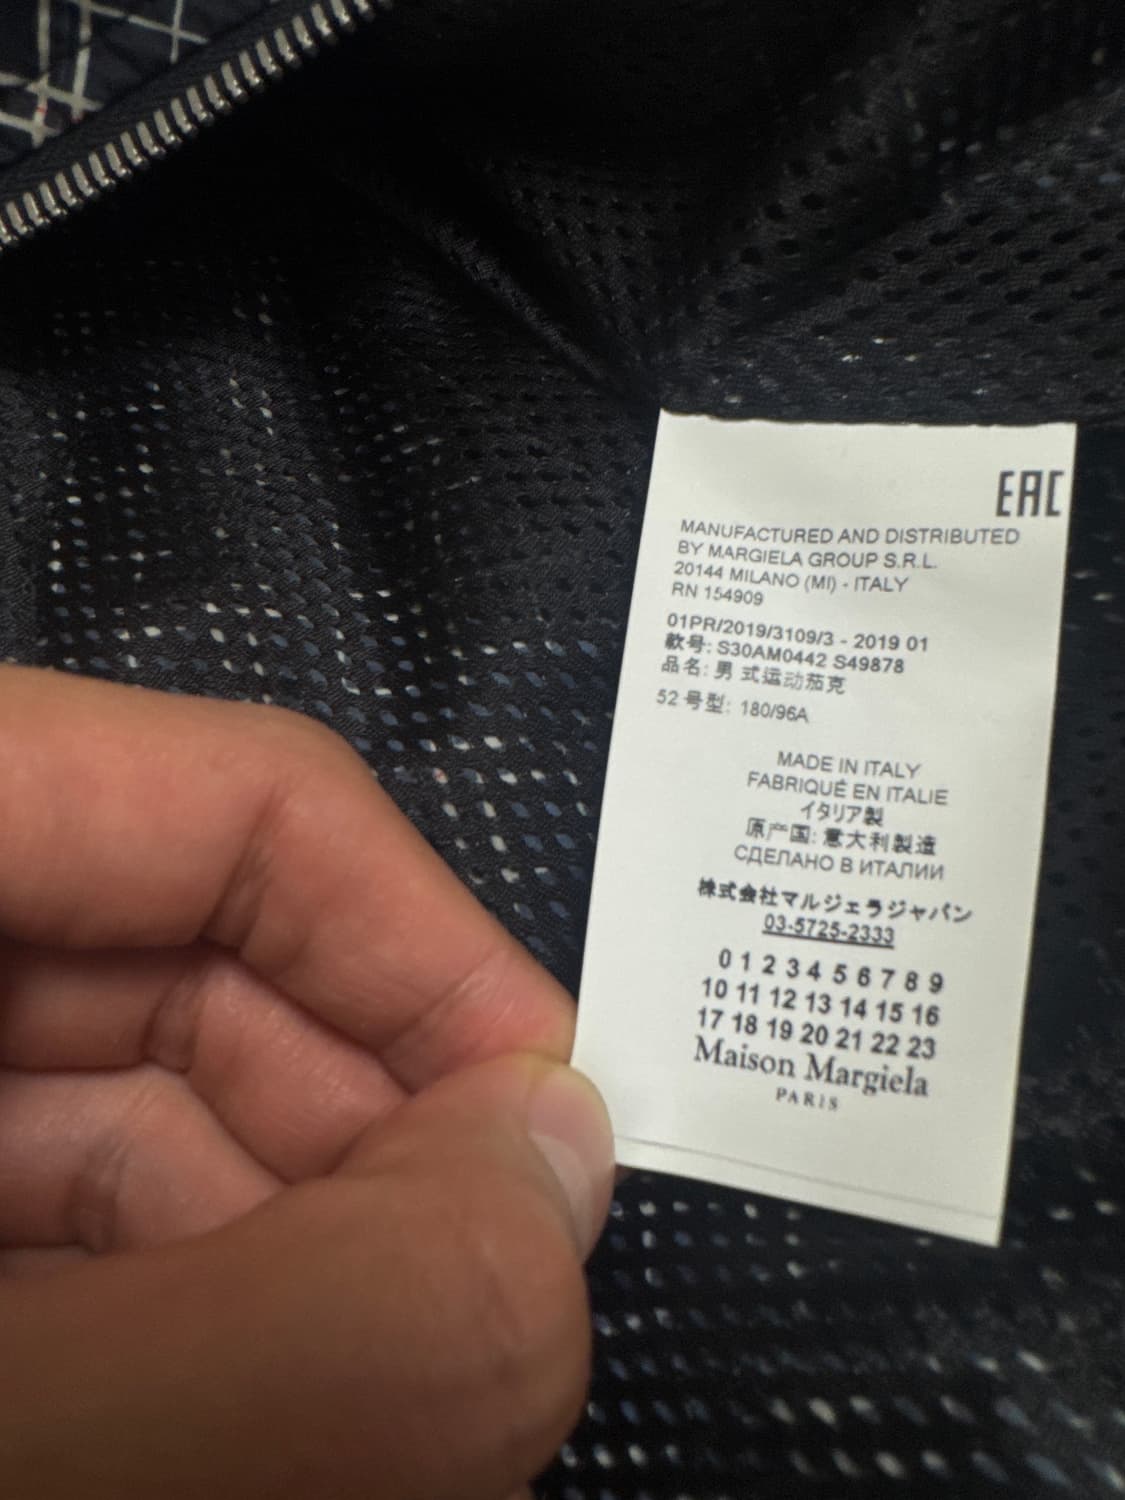 EAC
MANUFACTURED AND DISTRIBUTED
BY MARGIELA GROUP S.R.L.
20144 MILANO (MI) - ITALY
RN 154909
01PR/2019/3109/3 - 2019 01
款号: S30AM0442 S49878
品名: 男 式运动茄克
52 号型: 180/96A
MADE IN ITALY
FABRIQUÉ EN ITALIE
イタリア製
原产国: 意大利製造
СДЕЛАНО В ИТАЛИИ
株式会社マルジェラジャパン
03-5725-2333
0 1 2 3 4 5 6 7 8 9
10 11 12 13 14 15 16
17 18 19 20 21 22 23
Maison Margiela
PARIS